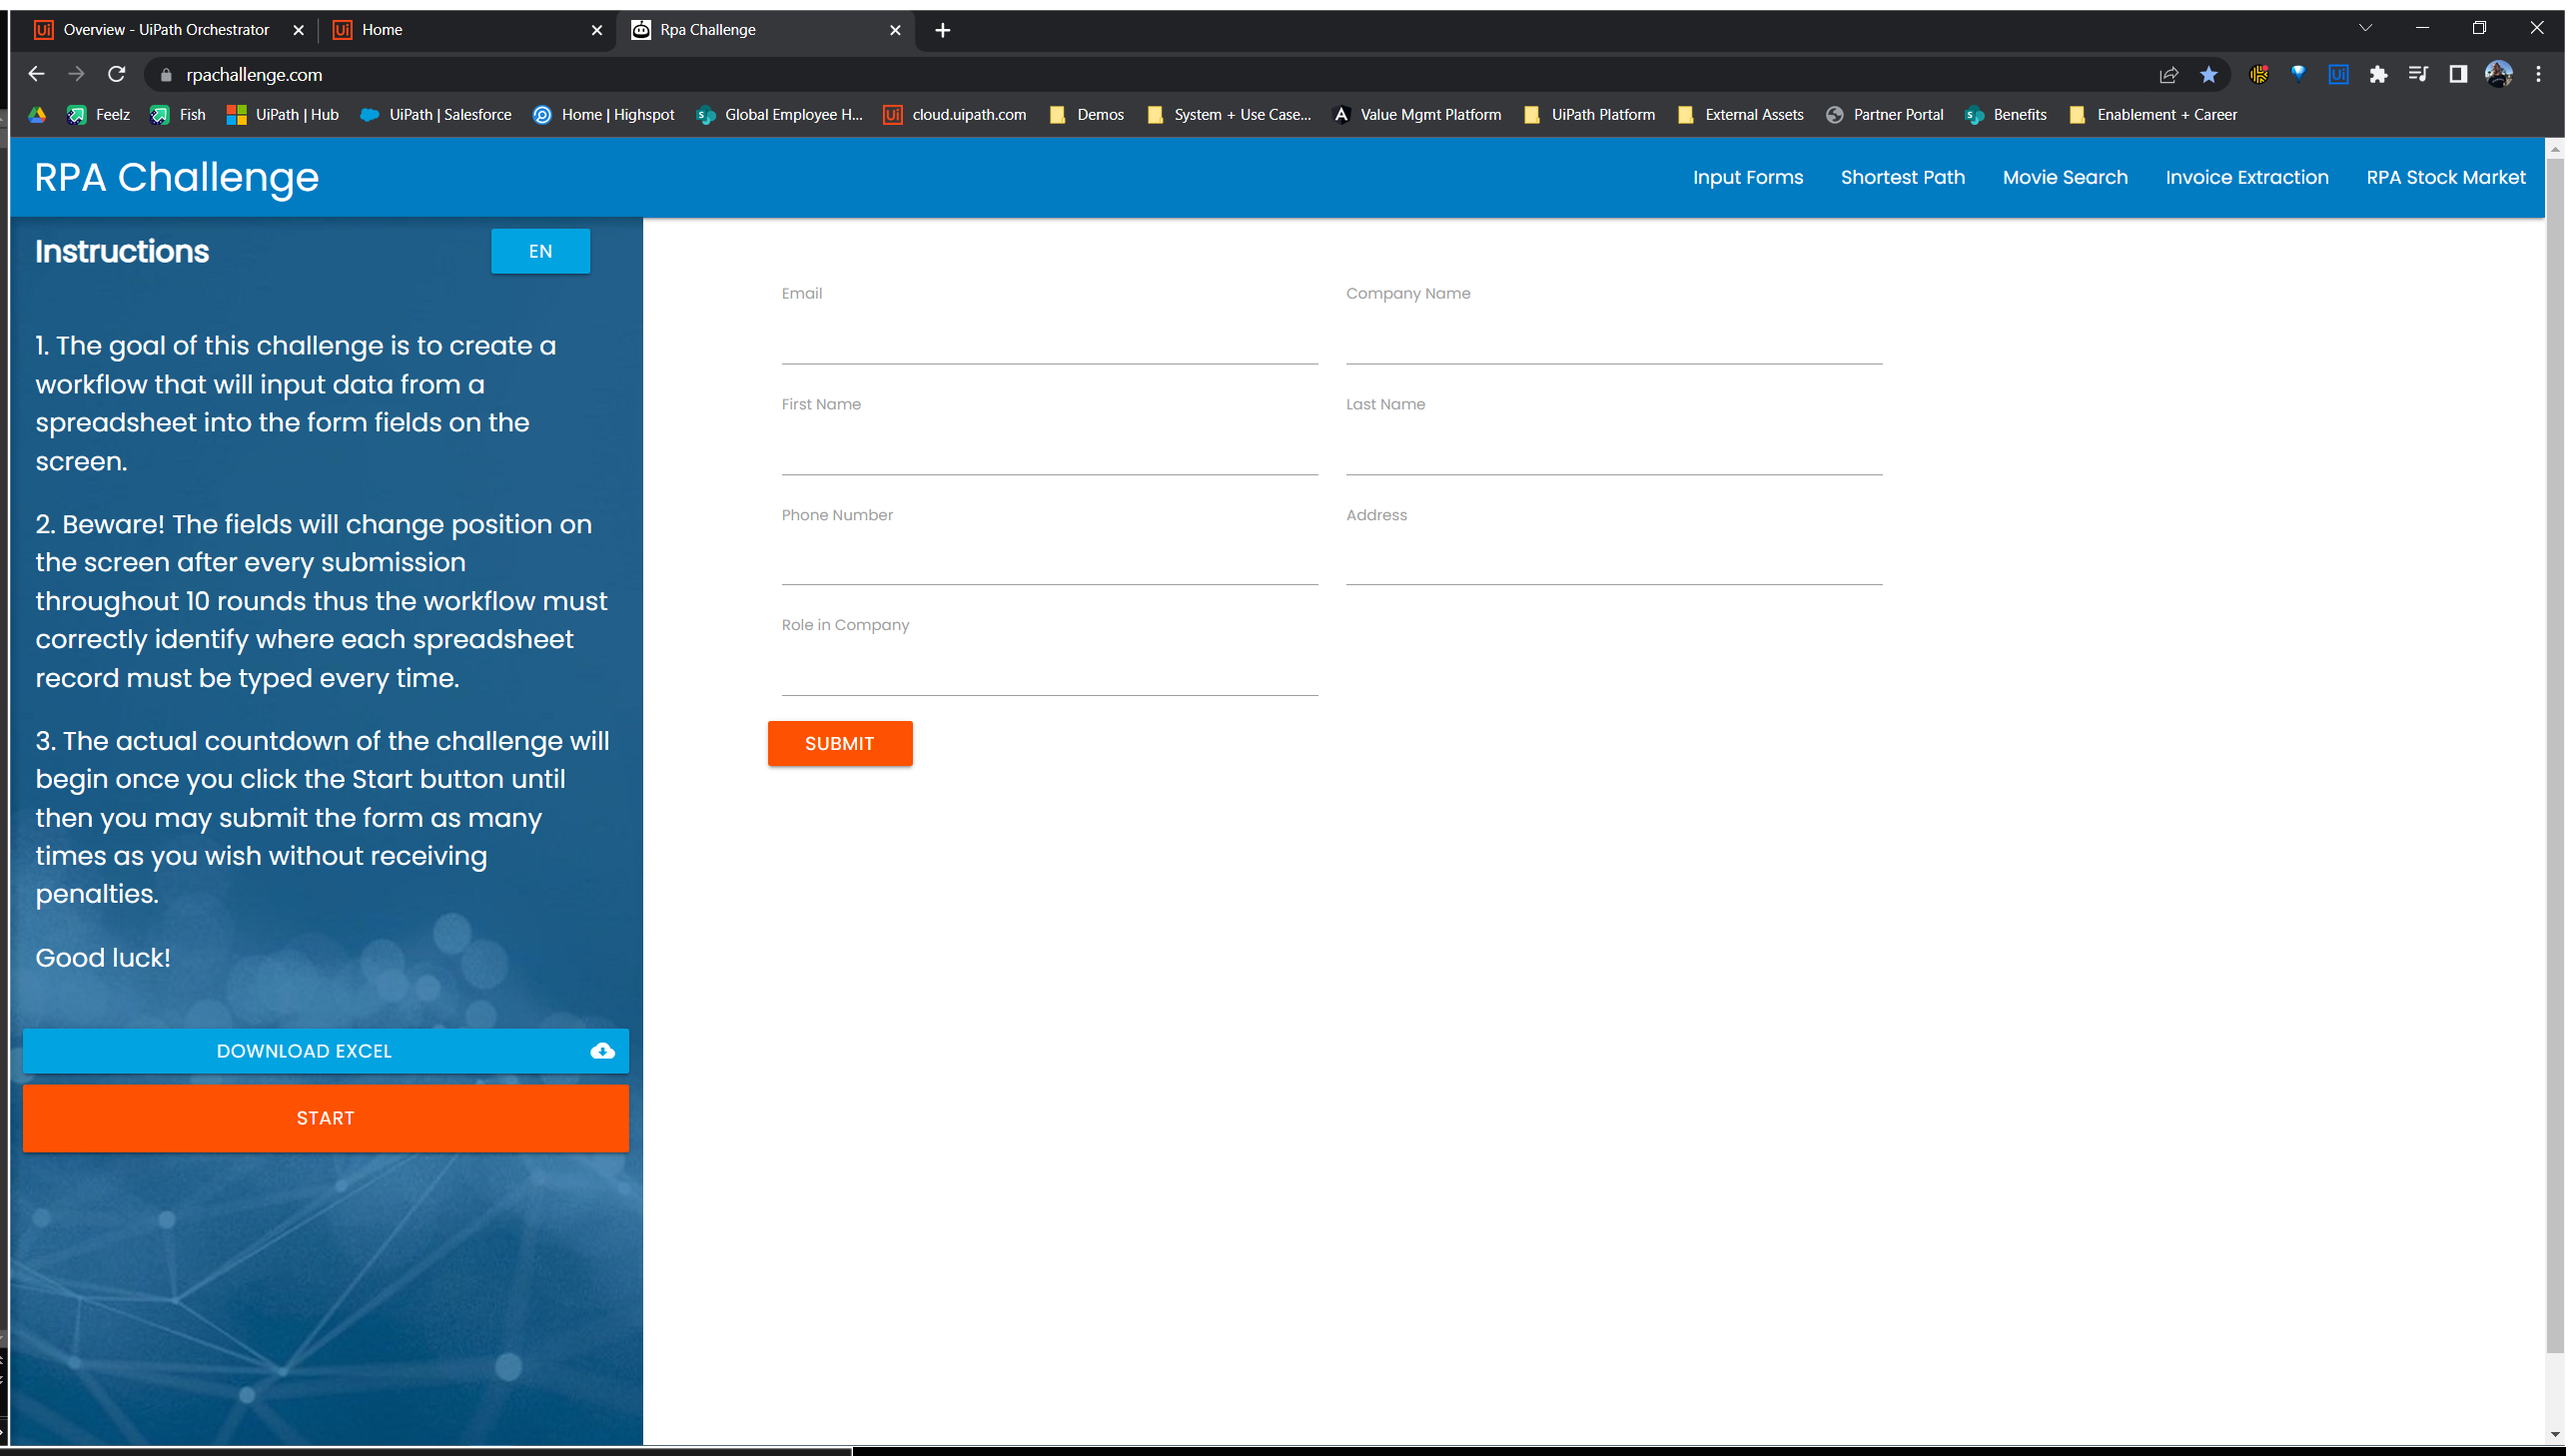 Overview - UiPath Orchestrator
Home
Rpa Challenge
rpachallenge.com
Feelz
Fish
UiPath | Hub
UiPath | Salesforce
Home | Highspot
Global Employee H...
cloud.uipath.com
Demos
System + Use Case...
Value Mgmt Platform
UiPath Platform
External Assets
Partner Portal
Benefits
Enablement + Career
RPA Challenge
Input Forms
Shortest Path
Movie Search
Invoice Extraction
RPA Stock Market
Instructions
EN
1. The goal of this challenge is to create a
workflow that will input data from a
spreadsheet into the form fields on the
screen.
2. Beware! The fields will change position on
the screen after every submission
throughout 10 rounds thus the workflow must
correctly identify where each spreadsheet
record must be typed every time.
3. The actual countdown of the challenge will
begin once you click the Start button until
then you may submit the form as many
times as you wish without receiving
penalties.
Good luck!
DOWNLOAD EXCEL
START
Email
Company Name
First Name
Last Name
Phone Number
Address
Role in Company
SUBMIT